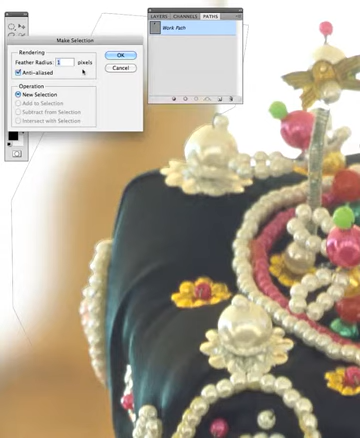 LAYERS CHANNELS PATHS
Work Path
Make Selection
Rendering
Feather Radius: 1 pixels
Anti-aliased
OK
Cancel
Operation
New Selection
Add to Selection
Subtract from Selection
Intersect with Selection